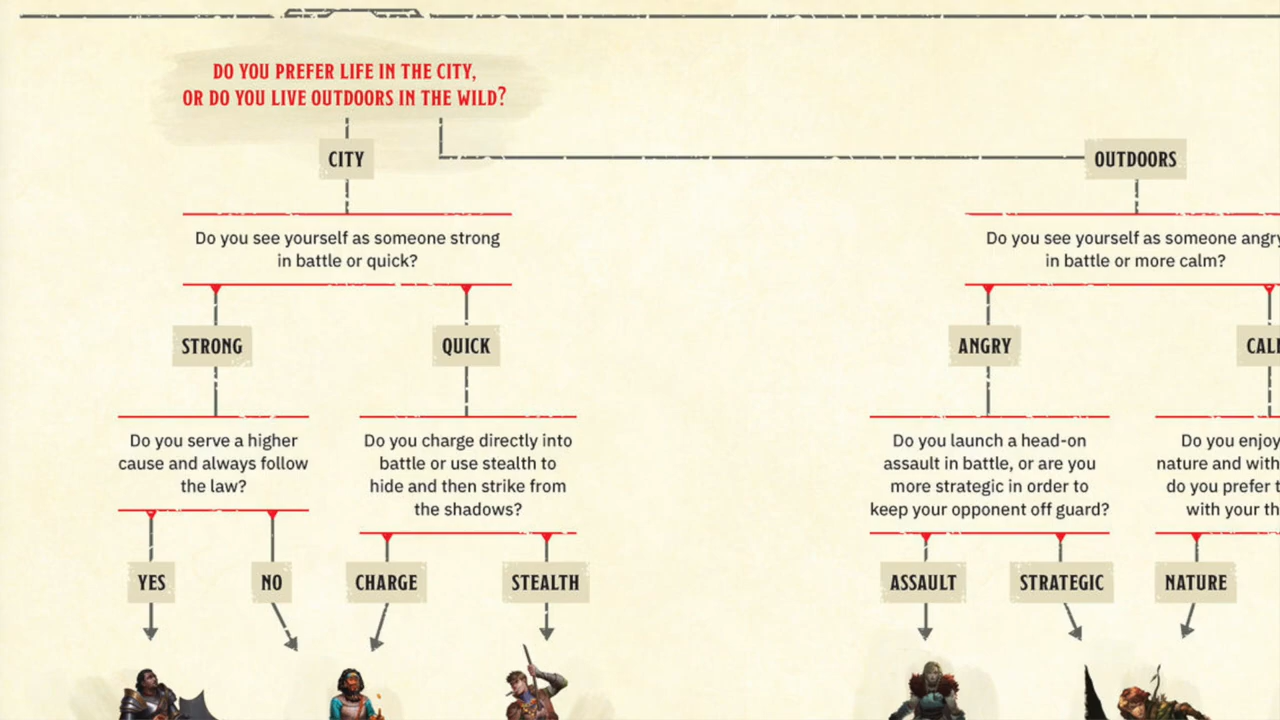 DO YOU PREFER LIFE IN THE CITY,
OR DO YOU LIVE OUTDOORS IN THE WILD?
CITY
OUTDOORS
Do you see yourself as someone strong
in battle or quick?
Do you see yourself as someone angry
in battle or more calm?
STRONG
QUICK
ANGRY
Do you serve a higher
cause and always follow
the law?
Do you charge directly into
battle or use stealth to
hide and then strike from
the shadows?
Do you launch a head-on
assault in battle, or are you
more strategic in order to
keep your opponent off guard?
Do you enjoy
nature and with
do you prefer
with your
YES
NO
CHARGE
STEALTH
ASSAULT
STRATEGIC
NATURE